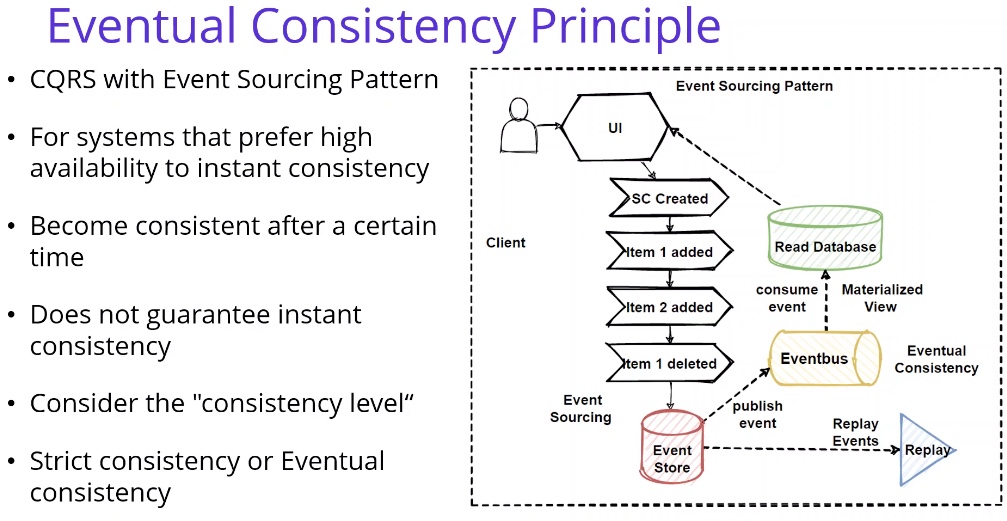 Eventual Consistency Principle
• CQRS with Event Sourcing Pattern
• For systems that prefer high
availability to instant consistency
• Become consistent after a certain
time
• Does not guarantee instant
consistency
• Consider the "consistency level“
• Strict consistency or Eventual
consistency
Event Sourcing Pattern
UI
SC Created
Client
Item 1 added
Read Database
Item 2 added
consume
event
Materialized
View
Item 1 deleted
Eventbus
Eventual
Consistency
Event
Sourcing
publish
event
Event
Store
Replay
Events
Replay